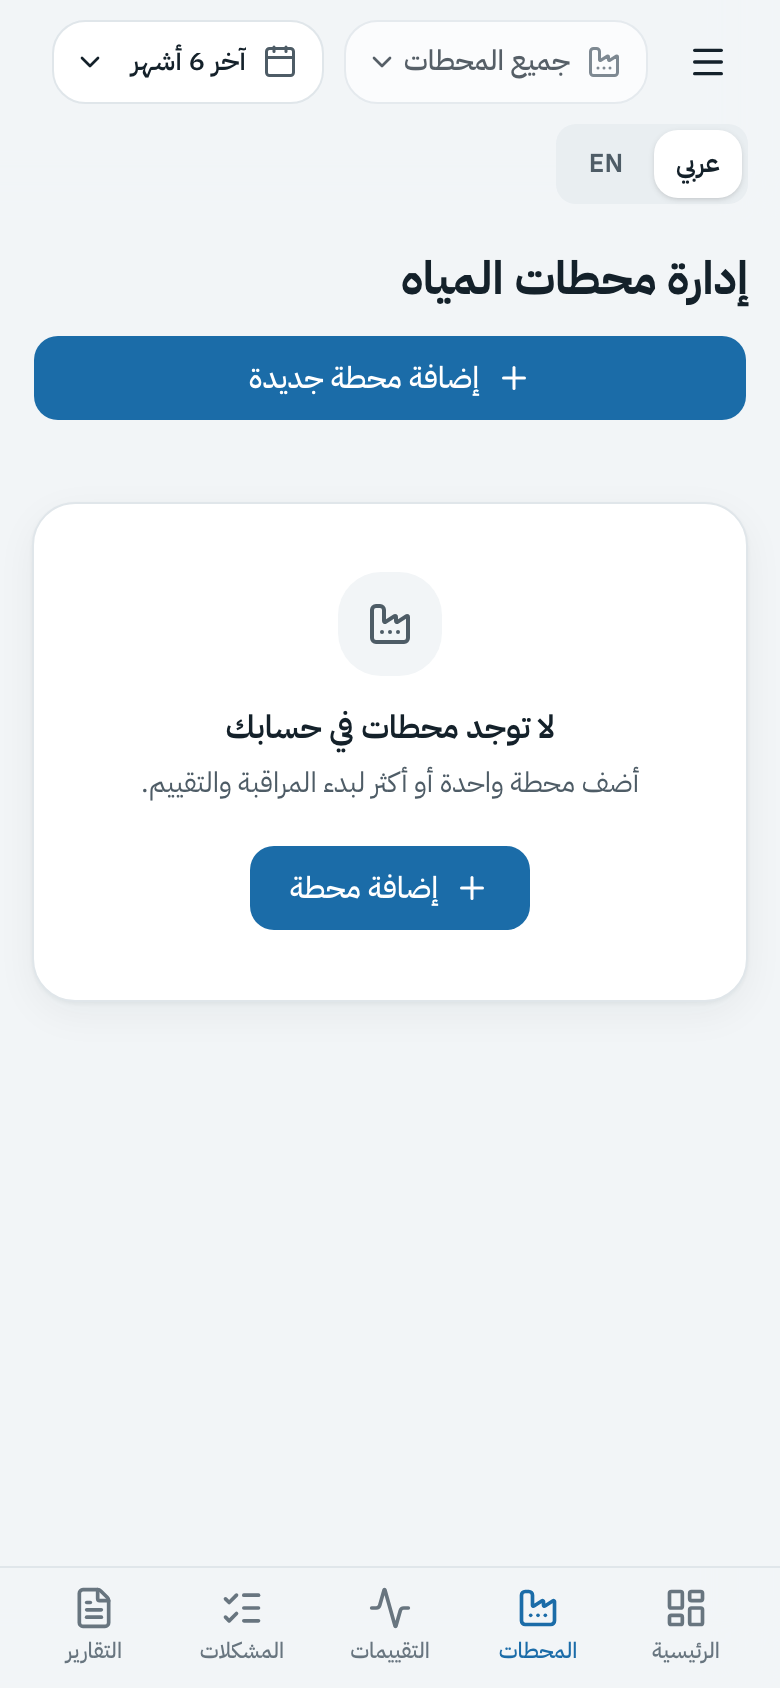 جميع المحطات
آخر 6 أشهر
عربي
EN
إدارة محطات المياه
إضافة محطة جديدة
لا توجد محطات في حسابك
أضف محطة واحدة أو أكثر لبدء المراقبة والتقييم.
إضافة محطة
الرئيسية
المحطات
التقييمات
المشكلات
التقارير